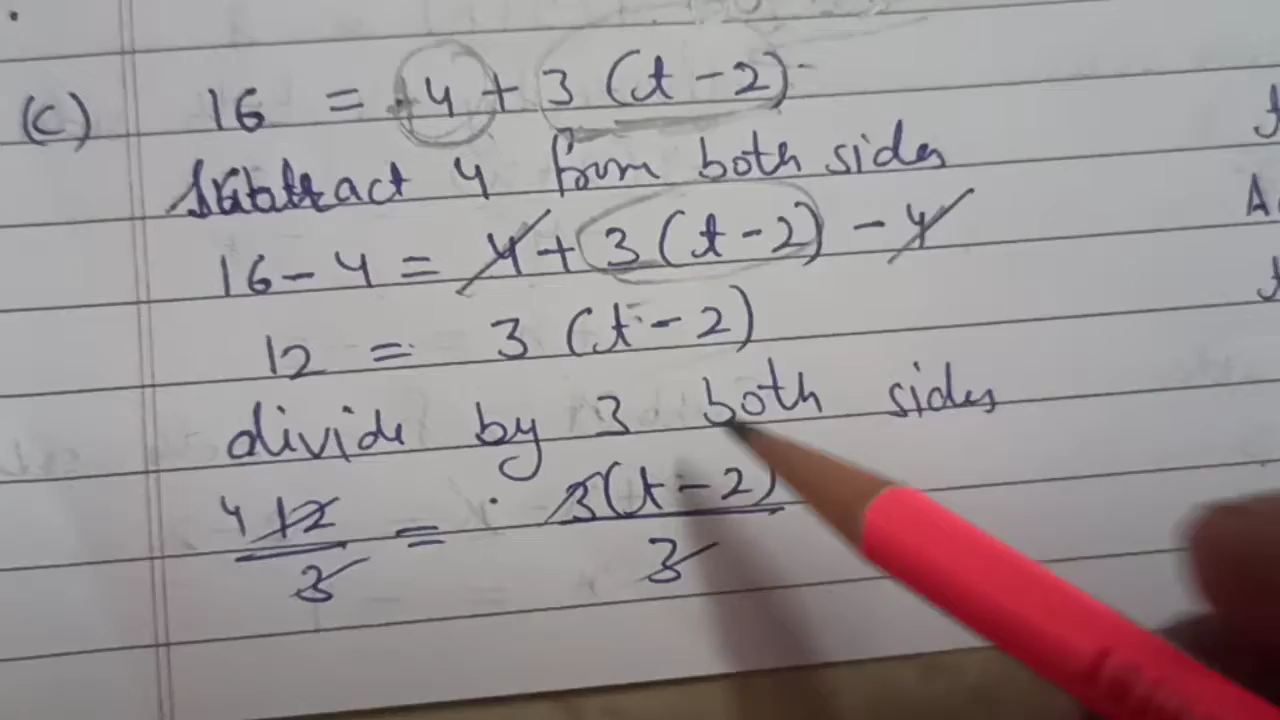 (c) 16 = 4 + 3 (t - 2)
Subtract 4 from both sides
16 - 4 = 4 + 3 (t - 2) - 4
12 = 3 (t - 2)
divide by 3 both sides
4 12/3 = 3(t - 2)/3